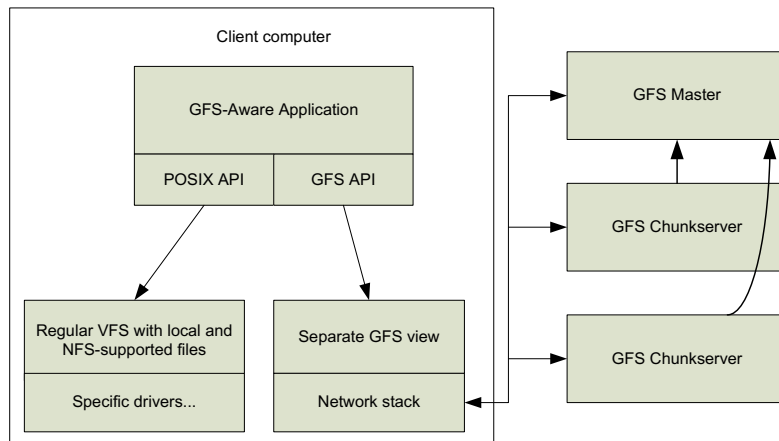 Client computer
GFS-Aware Application
POSIX API
GFS API
Regular VFS with local and
NFS-supported files
Specific drivers...
Separate GFS view
Network stack
GFS Master
GFS Chunkserver
GFS Chunkserver